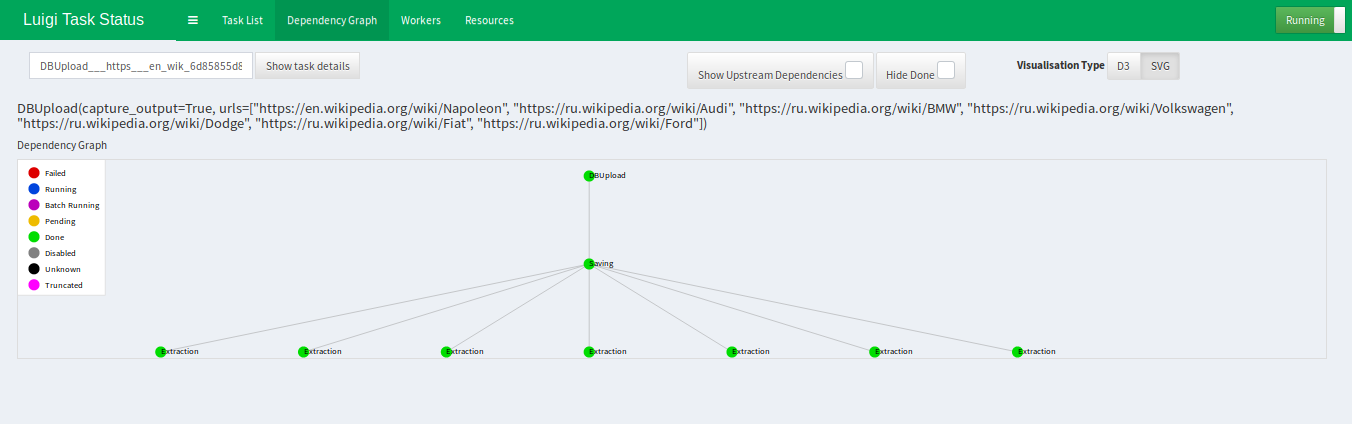 Luigi Task Status
Task List
Dependency Graph
Workers
Resources
Running
DBUpload___https___en_wik_6d85855d8
Show task details
Show Upstream Dependencies
Hide Done
Visualisation Type
D3
SVG
DBUpload(capture_output=True, urls=["https://en.wikipedia.org/wiki/Napoleon", "https://ru.wikipedia.org/wiki/Audi", "https://ru.wikipedia.org/wiki/BMW", "https://ru.wikipedia.org/wiki/Volkswagen",
"https://ru.wikipedia.org/wiki/Dodge", "https://ru.wikipedia.org/wiki/Fiat", "https://ru.wikipedia.org/wiki/Ford"])
Dependency Graph
Failed
Running
Batch Running
Pending
Done
Disabled
Unknown
Truncated
DBUpload
Saving
Extraction
Extraction
Extraction
Extraction
Extraction
Extraction
Extraction